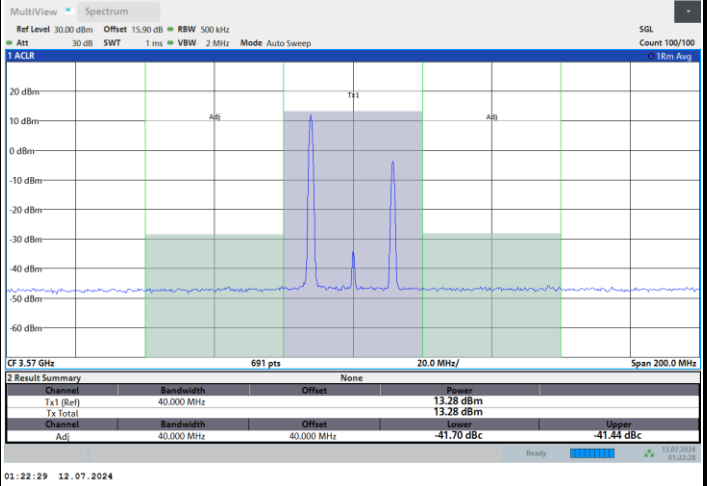 MultiView Spectrum
Ref Level 30.00 dBm Offset 15.90 dB RBW 500 kHz SGL
Att 30 dB SWT 1 ms VBW 2 MHz Mode Auto Sweep Count 100/100
1 ACLR 1Rm Avg
20 dBm
Tx1
10 dBm
Adj Adj
0 dBm
-10 dBm
-20 dBm
-30 dBm
-40 dBm
-50 dBm
-60 dBm
CF 3.57 GHz 691 pts 20.0 MHz/ Span 200.0 MHz
2 Result Summary None
Channel Bandwidth Offset Power
Tx1 (Ref) 40.000 MHz 13.28 dBm
Tx Total 13.28 dBm
Channel Bandwidth Offset Lower Upper
Adj 40.000 MHz 40.000 MHz -41.70 dBc -41.44 dBc
Ready 12.07.2024
01:22:28
01:22:29 12.07.2024